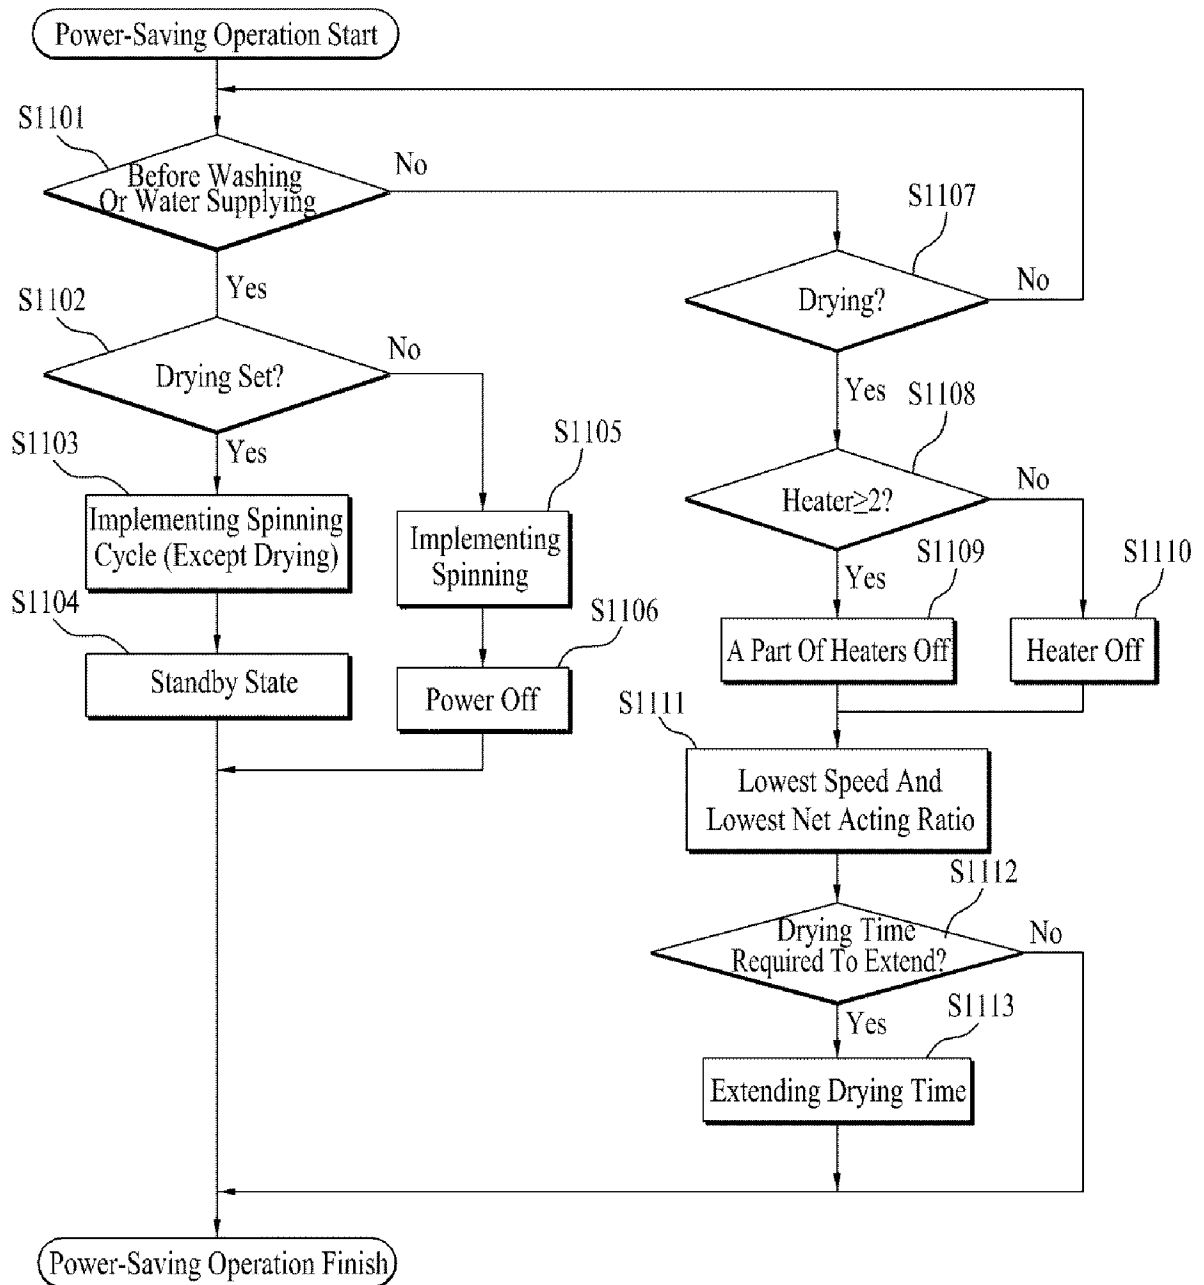 Power-Saving Operation Start
S1101
Before Washing
Or Water Supplying
No
Yes
S1107
Drying?
No
Yes
S1102
Drying Set?
No
Yes
S1108
Heater≥2?
No
Yes
S1103
Implementing Spinning
Cycle (Except Drying)
S1105
Implementing
Spinning
S1109
A Part Of Heaters Off
S1110
Heater Off
S1104
Standby State
S1106
Power Off
S1111
Lowest Speed And
Lowest Net Acting Ratio
S1112
Drying Time
Required To Extend?
No
Yes
S1113
Extending Drying Time
Power-Saving Operation Finish